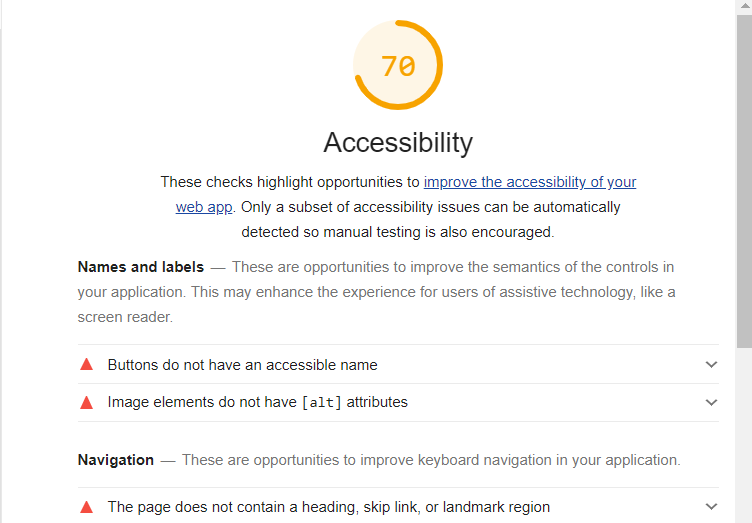 70
Accessibility
These checks highlight opportunities to improve the accessibility of your
web app. Only a subset of accessibility issues can be automatically
detected so manual testing is also encouraged.
Names and labels — These are opportunities to improve the semantics of the controls in
your application. This may enhance the experience for users of assistive technology, like a
screen reader.
Buttons do not have an accessible name
Image elements do not have [alt] attributes
Navigation — These are opportunities to improve keyboard navigation in your application.
The page does not contain a heading, skip link, or landmark region